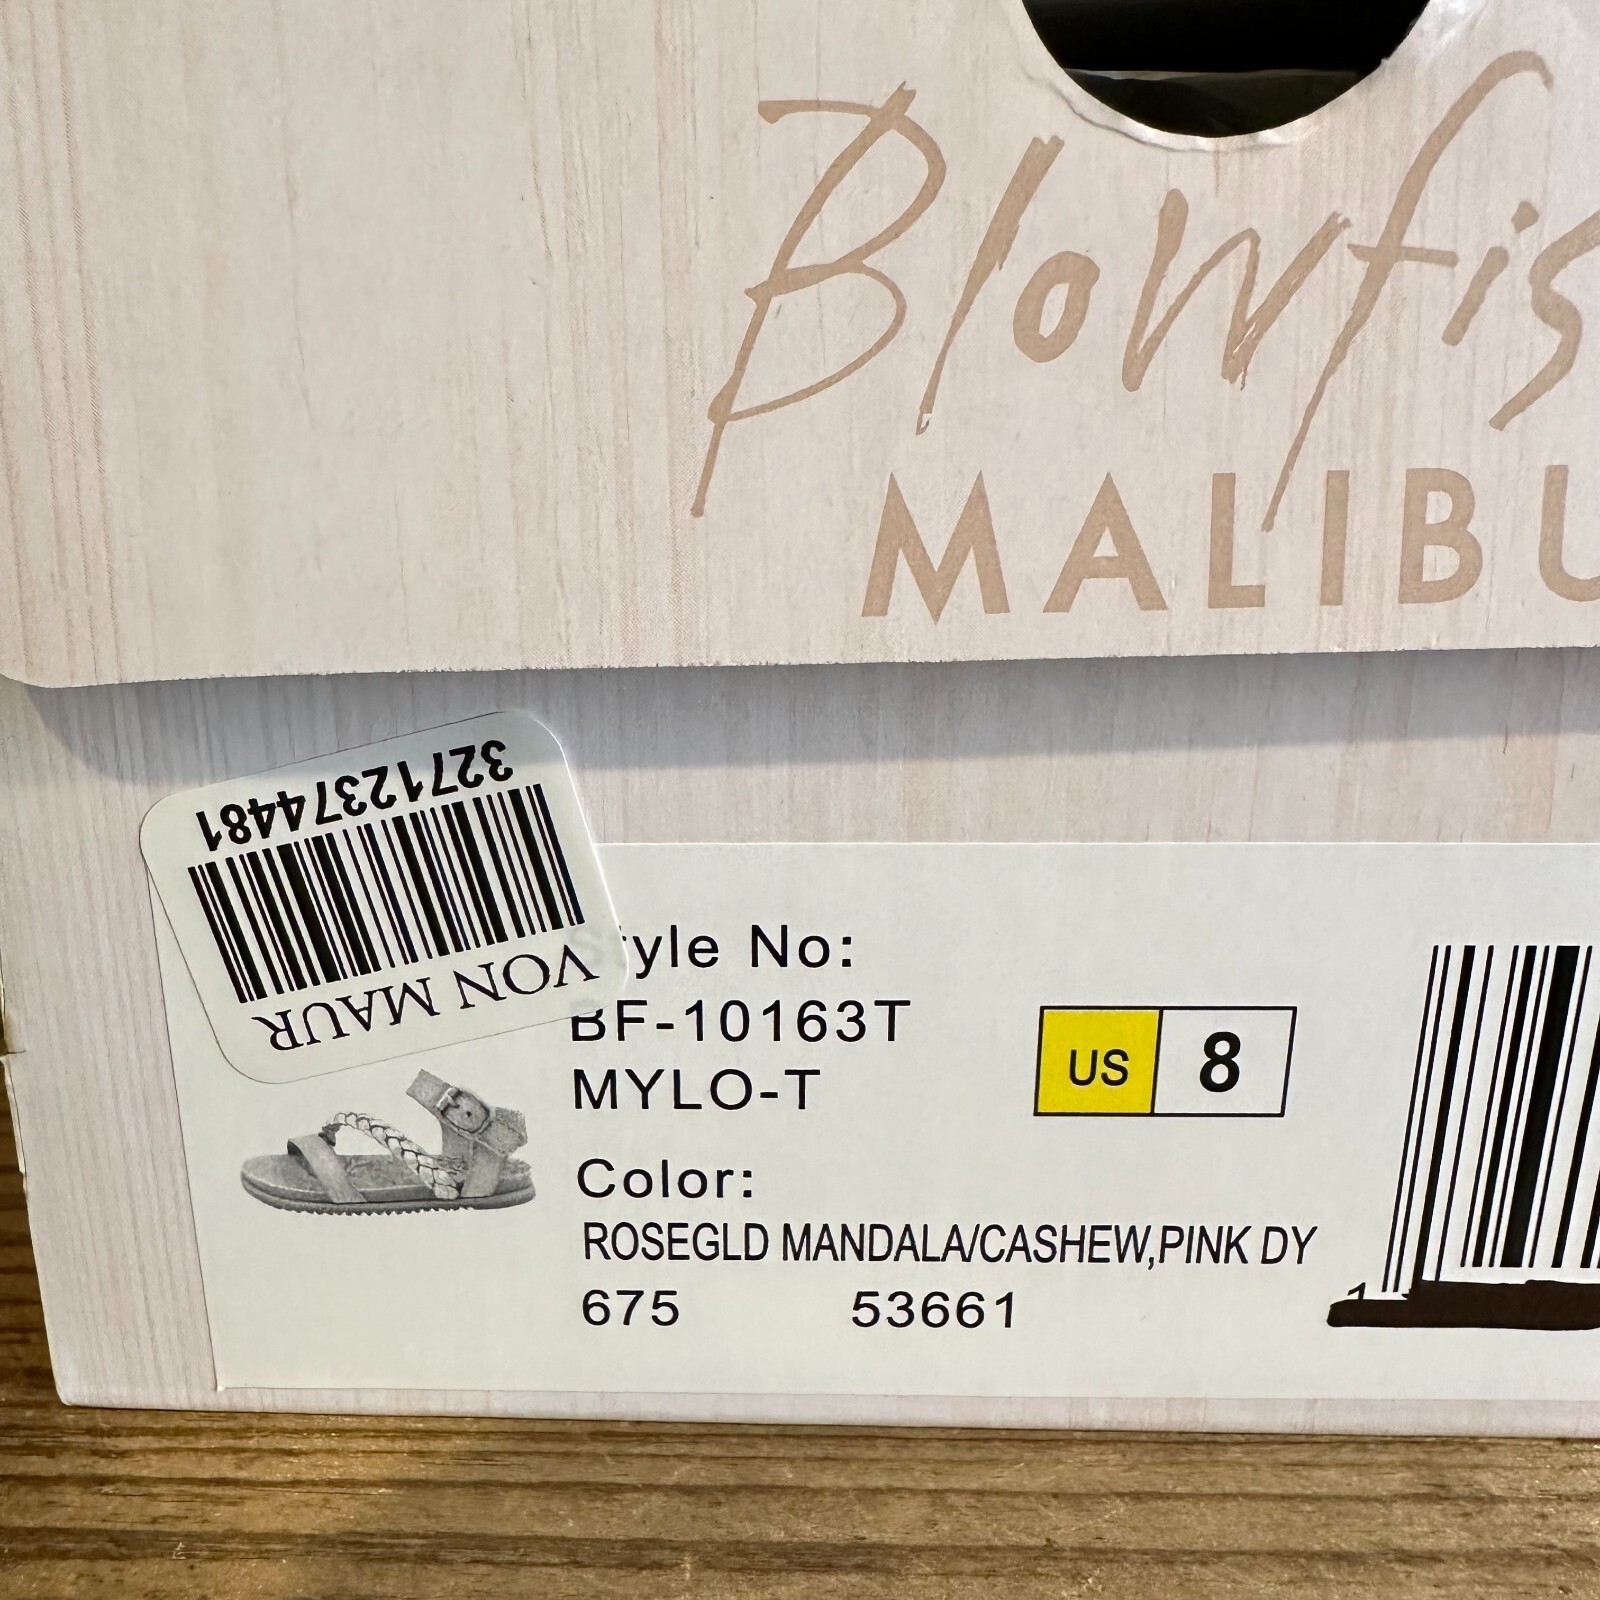 Blowfis
MALIBU
32712374481
VON MAUR
Style No:
BF-10163T
MYLO-T
US 8
Color:
ROSEGLD MANDALA/CASHEW,PINK DY
675 53661